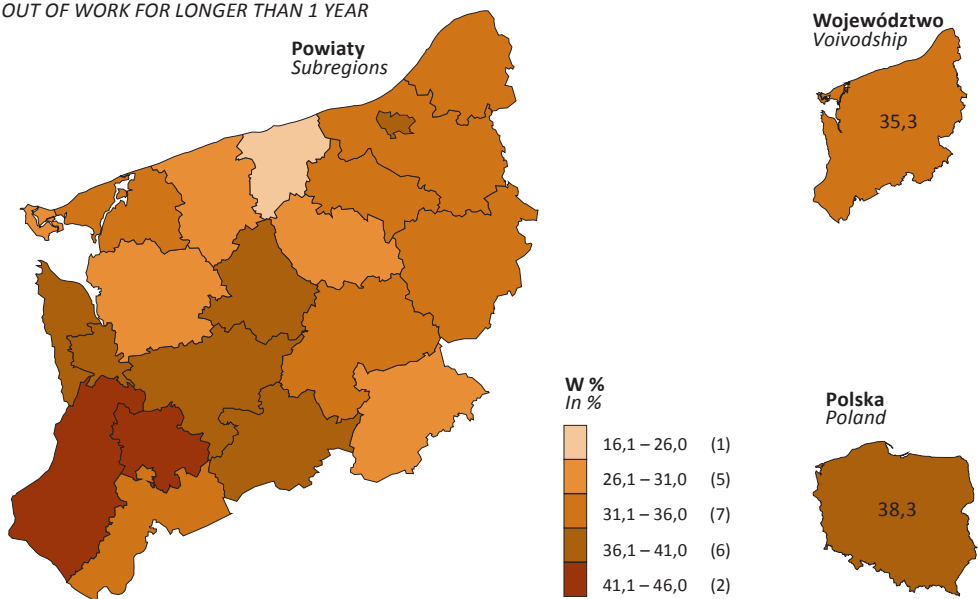 OUT OF WORK FOR LONGER THAN 1 YEAR
Powiaty
Subregions
Województwo
Voivodship
35,3
W %
In %
16,1 – 26,0 (1)
26,1 – 31,0 (5)
31,1 – 36,0 (7)
36,1 – 41,0 (6)
41,1 – 46,0 (2)
Polska
Poland
38,3